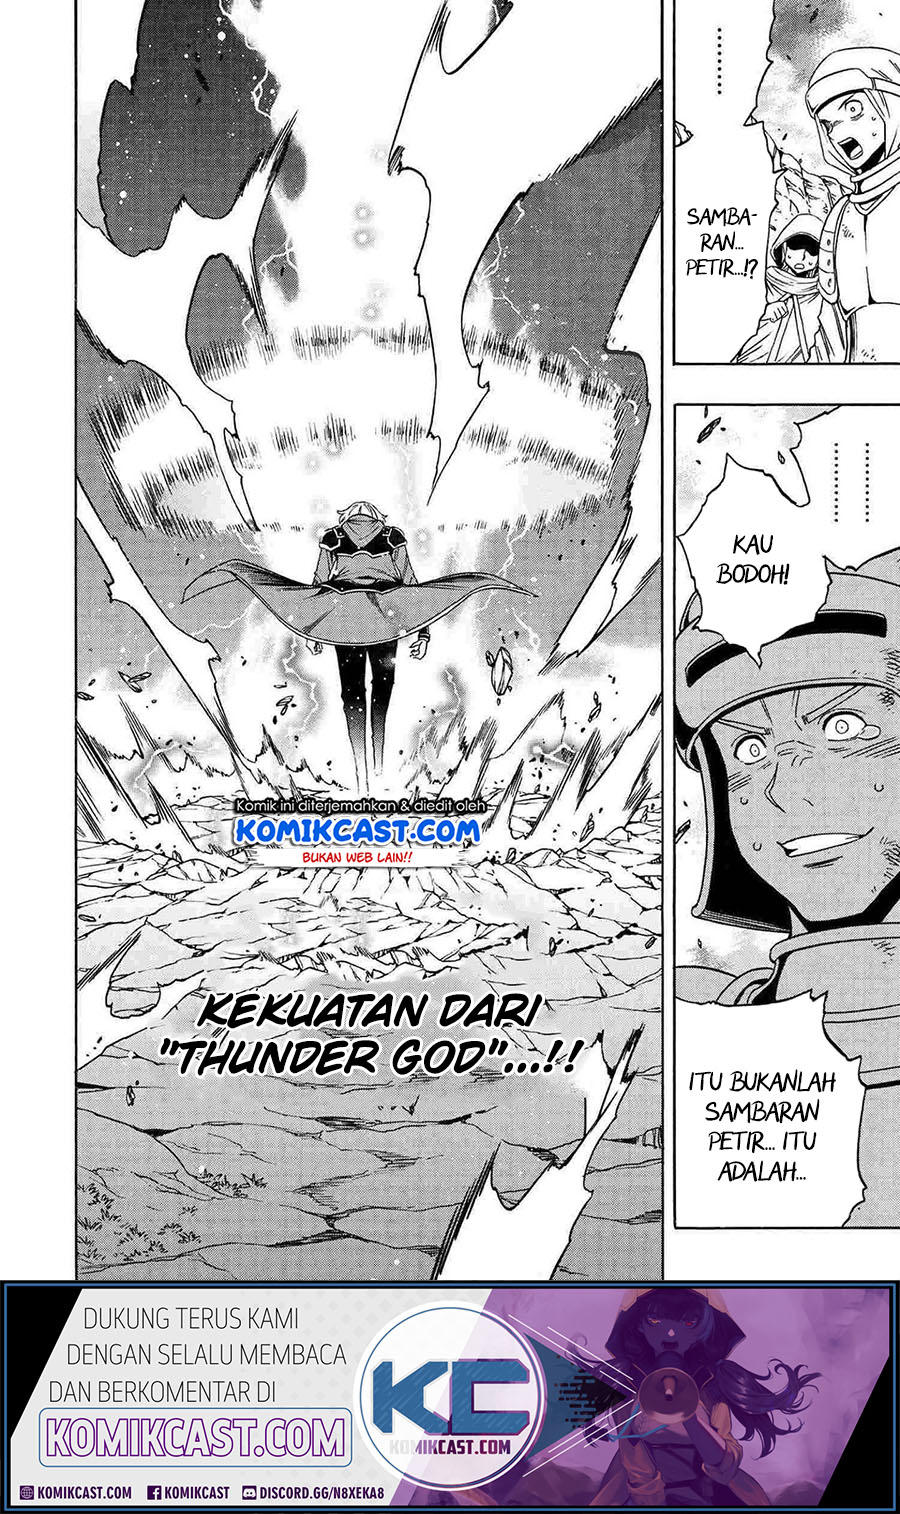 SAMBA-
RAN...
PETIR...!?
KAU
BODOH!
ITU BUKANLAH
SAMBARAN
PETIR... ITU
ADALAH...
Komik ini diterjemahkan & diedit oleh
KOMIKCAST.COM
BUKAN WEB LAIN!!
KEKUATAN DARI
"THUNDER GOD"...!!
DUKUNG TERUS KAMI
DENGAN SELALU MEMBACA
DAN BERKOMENTAR DI
KOMIKCAST.COM
KOMIKCAST.COM
KOMIKCAST
DISCORD.GG/N8XEKA8
KC
KOMIKCAST.COM